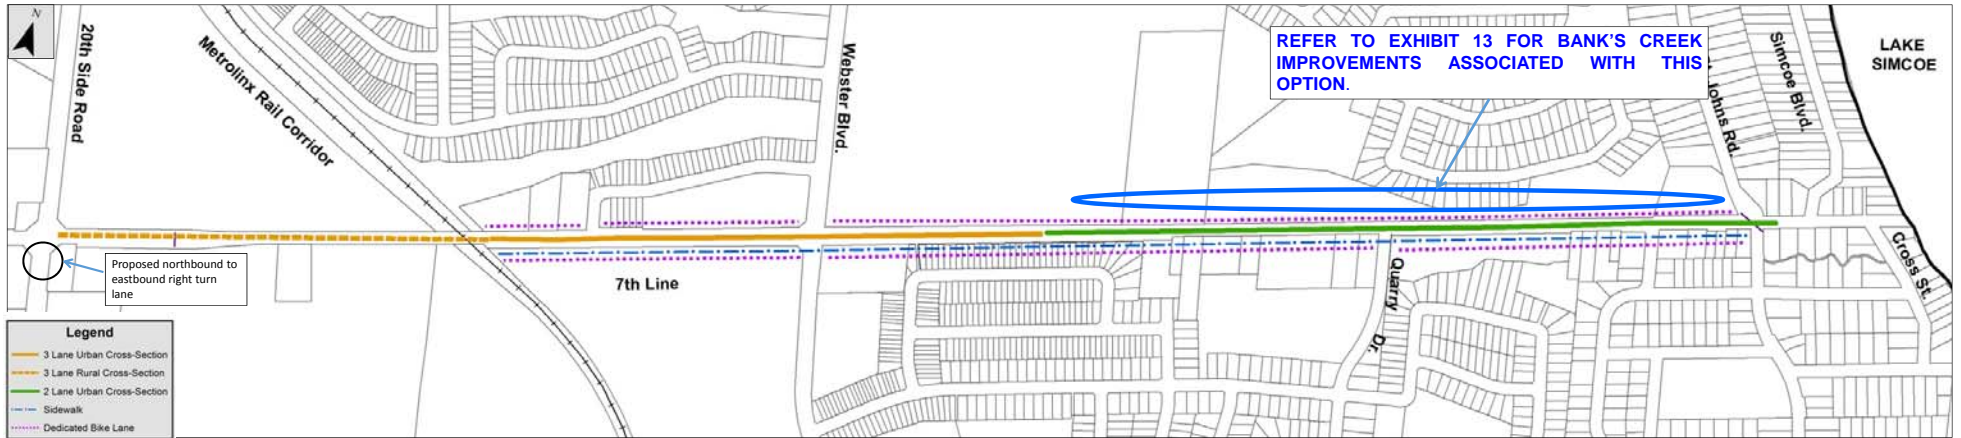 N
20th Side Road
Metrolinx Rail Corridor
Webster Blvd.
REFER TO EXHIBIT 13 FOR BANK'S CREEK
IMPROVEMENTS ASSOCIATED WITH THIS
OPTION.
Johns Rd.
Simcoe Blvd.
LAKE
SIMCOE
Proposed northbound to
eastbound right turn
lane
7th Line
Quarry Dr.
Cross St.
Legend
3 Lane Urban Cross-Section
3 Lane Rural Cross-Section
2 Lane Urban Cross-Section
Sidewalk
Dedicated Bike Lane